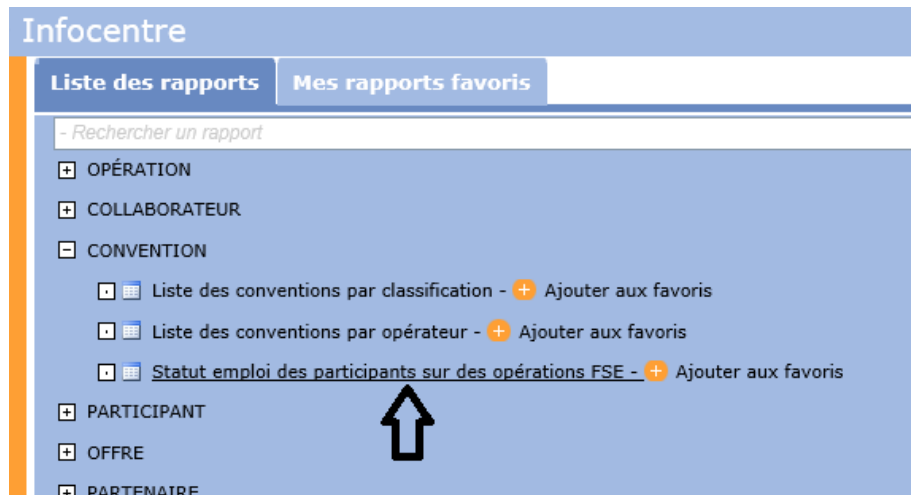 Infocentre
Liste des rapports Mes rapports favoris
- Rechercher un rapport
OPÉRATION
COLLABORATEUR
CONVENTION
Liste des conventions par classification - Ajouter aux favoris
Liste des conventions par opérateur - Ajouter aux favoris
Statut emploi des participants sur des opérations FSE - Ajouter aux favoris
PARTICIPANT
OFFRE
PARTENAIRE